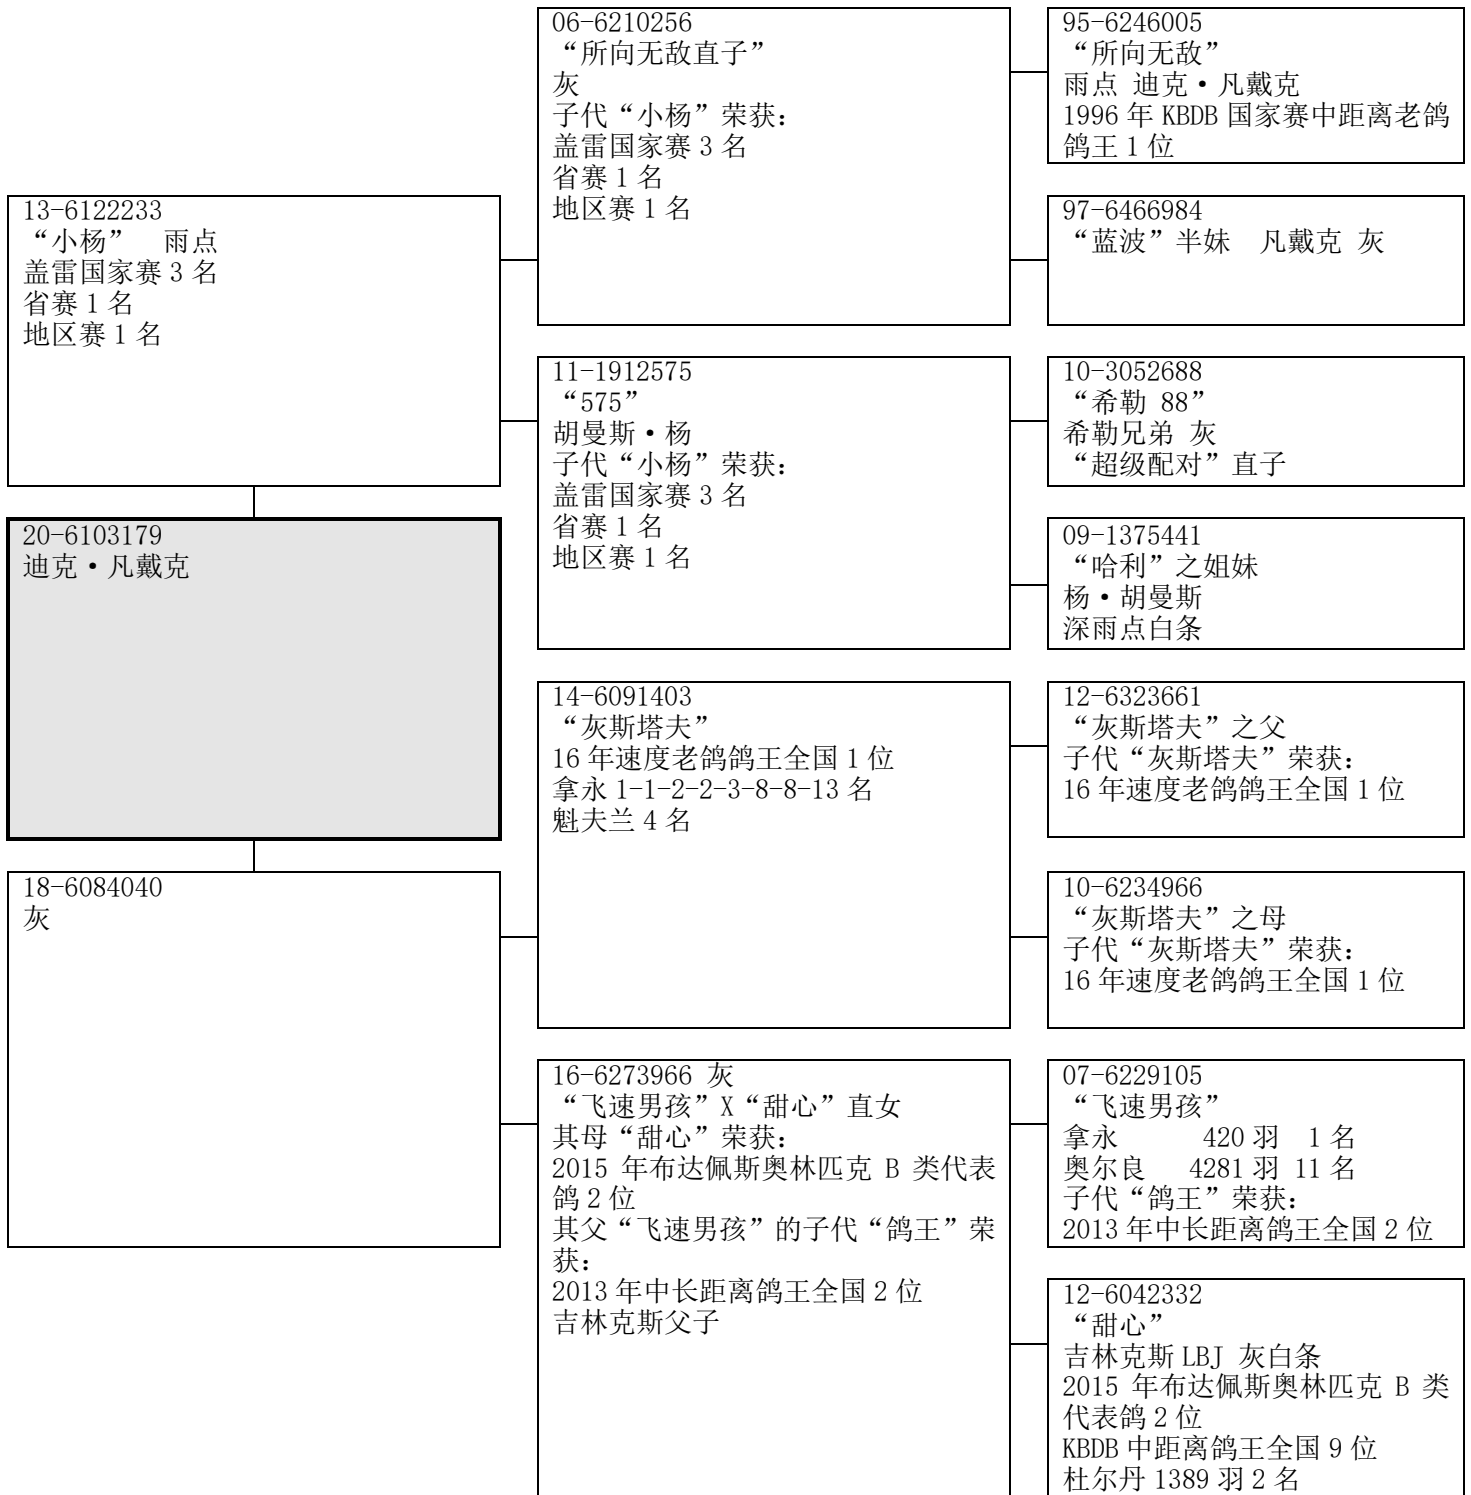 13-6122233
“小杨”　雨点
盖雷国家赛 3 名
省赛 1 名
地区赛 1 名
20-6103179
迪克·凡戴克
18-6084040
灰
06-6210256
“所向无敌直子”
灰
子代“小杨”荣获:
盖雷国家赛 3 名
省赛 1 名
地区赛 1 名
11-1912575
“575”
胡曼斯·杨
子代“小杨”荣获:
盖雷国家赛 3 名
省赛 1 名
地区赛 1 名
14-6091403
“灰斯塔夫”
16 年速度老鸽鸽王全国 1 位
拿永 1-1-2-2-3-8-8-13 名
魁夫兰 4 名
16-6273966 灰
“飞速男孩”X“甜心”直女
其母“甜心”荣获:
2015 年布达佩斯奥林匹克 B 类代表
鸽 2 位
其父“飞速男孩”的子代“鸽王”荣
获:
2013 年中长距离鸽王全国 2 位
吉林克斯父子
95-6246005
“所向无敌”
雨点 迪克·凡戴克
1996 年 KBDB 国家赛中距离老鸽
鸽王 1 位
97-6466984
“蓝波”半妹　凡戴克 灰
10-3052688
“希勒 88”
希勒兄弟 灰
“超级配对”直子
09-1375441
“哈利”之姐妹
杨·胡曼斯
深雨点白条
12-6323661
“灰斯塔夫”之父
子代“灰斯塔夫”荣获:
16 年速度老鸽鸽王全国 1 位
10-6234966
“灰斯塔夫”之母
子代“灰斯塔夫”荣获:
16 年速度老鸽鸽王全国 1 位
07-6229105
“飞速男孩”
拿永　　　420 羽　1 名
奥尔良　　4281 羽 11 名
子代“鸽王”荣获:
2013 年中长距离鸽王全国 2 位
12-6042332
“甜心”
吉林克斯 LBJ 灰白条
2015 年布达佩斯奥林匹克 B 类
代表鸽 2 位
KBDB 中距离鸽王全国 9 位
杜尔丹 1389 羽 2 名